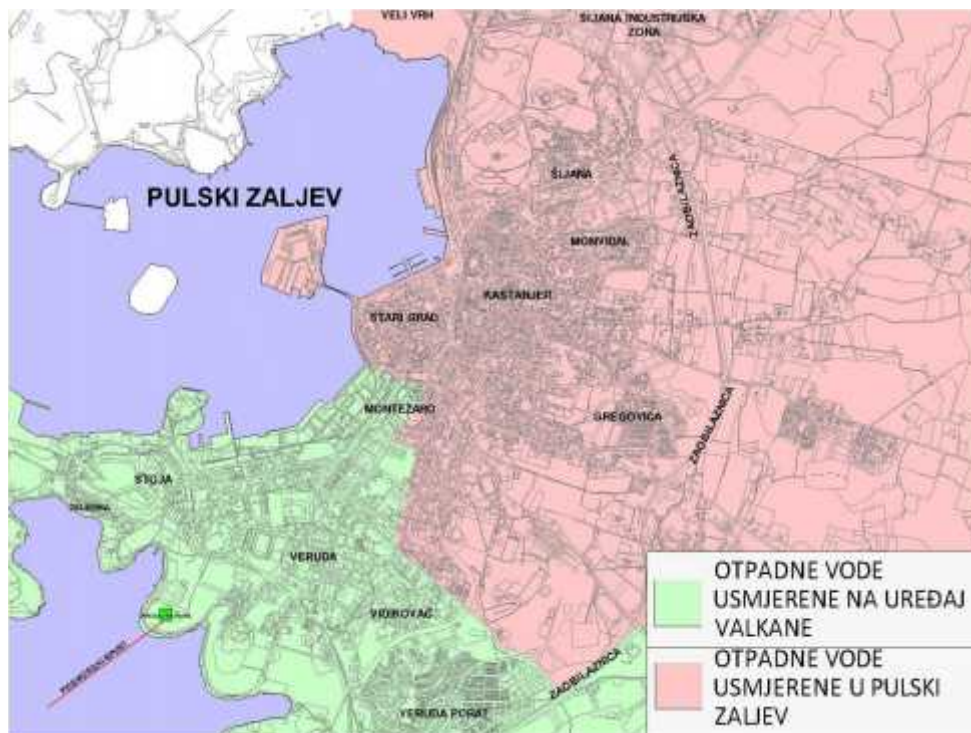 VELI VRH
ŠIJANA INDUSTRIJSKA
ZONA
ZAOBILAZNICA
ŠIJANA
PULSKI ZALJEV
MONVIDAL
KAŠTANJER
STARI GRAD
MONTEZARO
GREGOVICA
ZAOBILAZNICA
STOJA
VERUDA
VIDIKOVAC
ZAOBILAZNICA
VERUDA PORAT
OTPADNE VODE
USMJERENE NA UREĐAJ
VALKANE
OTPADNE VODE
USMJERENE U PULSKI
ZALJEV